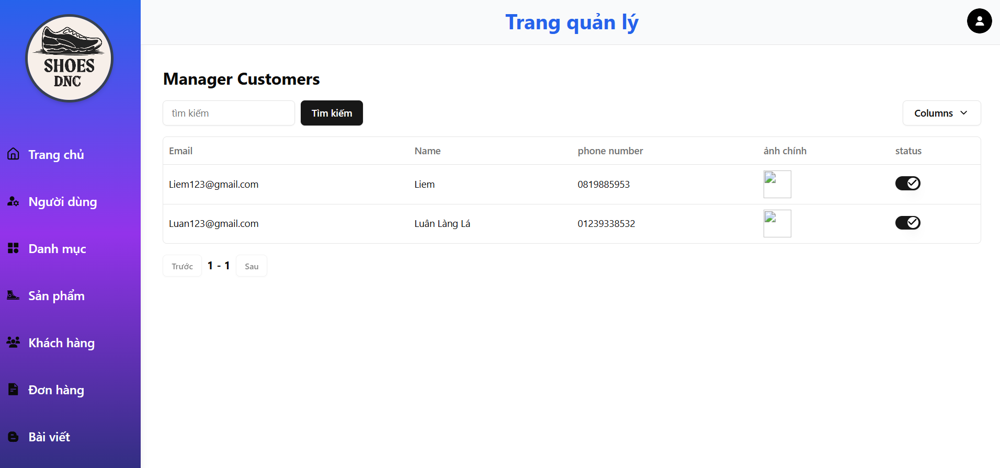 SHOES
DNC
Trang chủ
Người dùng
Danh mục
Sản phẩm
Khách hàng
Đơn hàng
Bài viết
Trang quản lý
Manager Customers
tìm kiếm
Tìm kiếm
Columns
Email Name phone number ảnh chính status
Liem123@gmail.com Liem 0819885953
Luan123@gmail.com Luân Làng Lá 01239338532
Trước 1 - 1 Sau